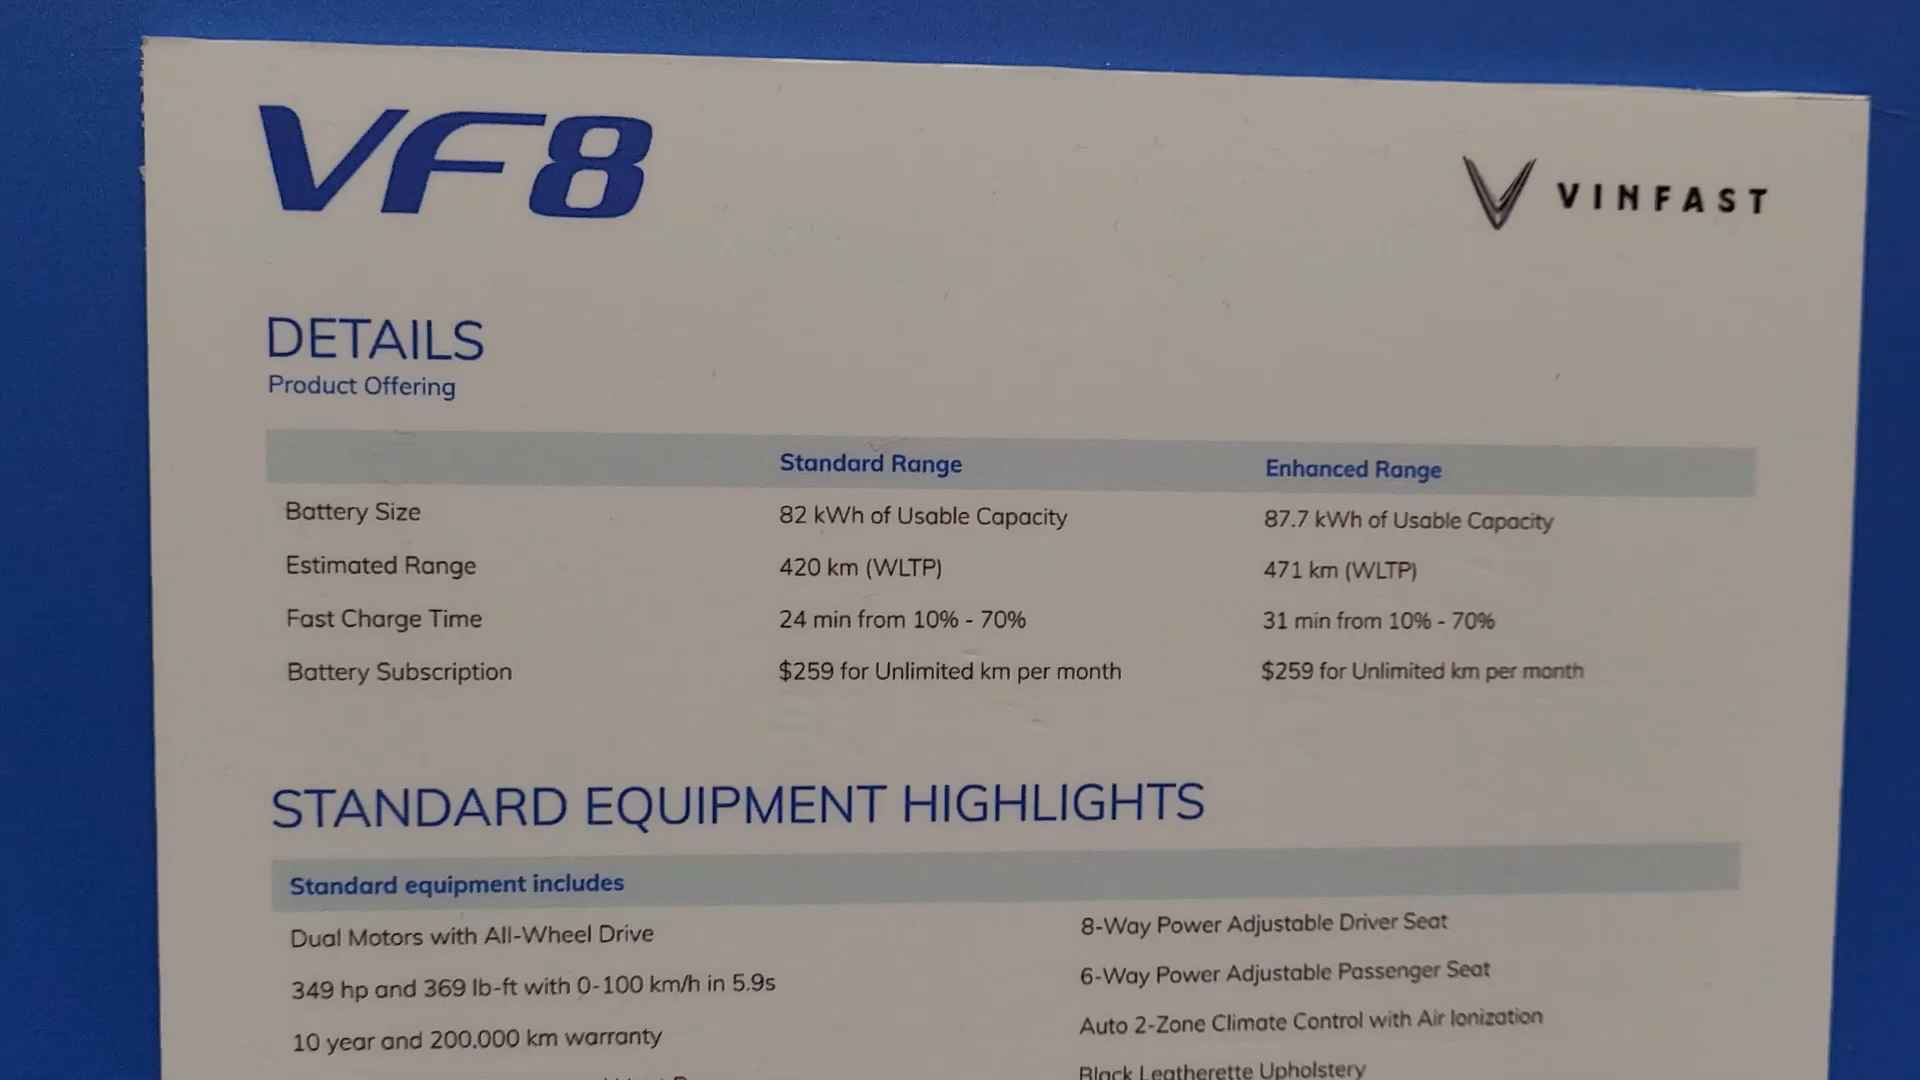 VF8
VINFAST
DETAILS
Product Offering
Standard Range Enhanced Range
Battery Size 82 kWh of Usable Capacity 87.7 kWh of Usable Capacity
Estimated Range 420 km (WLTP) 471 km (WLTP)
Fast Charge Time 24 min from 10% - 70% 31 min from 10% - 70%
Battery Subscription $259 for Unlimited km per month $259 for Unlimited km per month
STANDARD EQUIPMENT HIGHLIGHTS
Standard equipment includes
Dual Motors with All-Wheel Drive 8-Way Power Adjustable Driver Seat
349 hp and 369 lb-ft with 0-100 km/h in 5.9s 6-Way Power Adjustable Passenger Seat
10 year and 200,000 km warranty Auto 2-Zone Climate Control with Air Ionization
Black Leatherette Upholstery